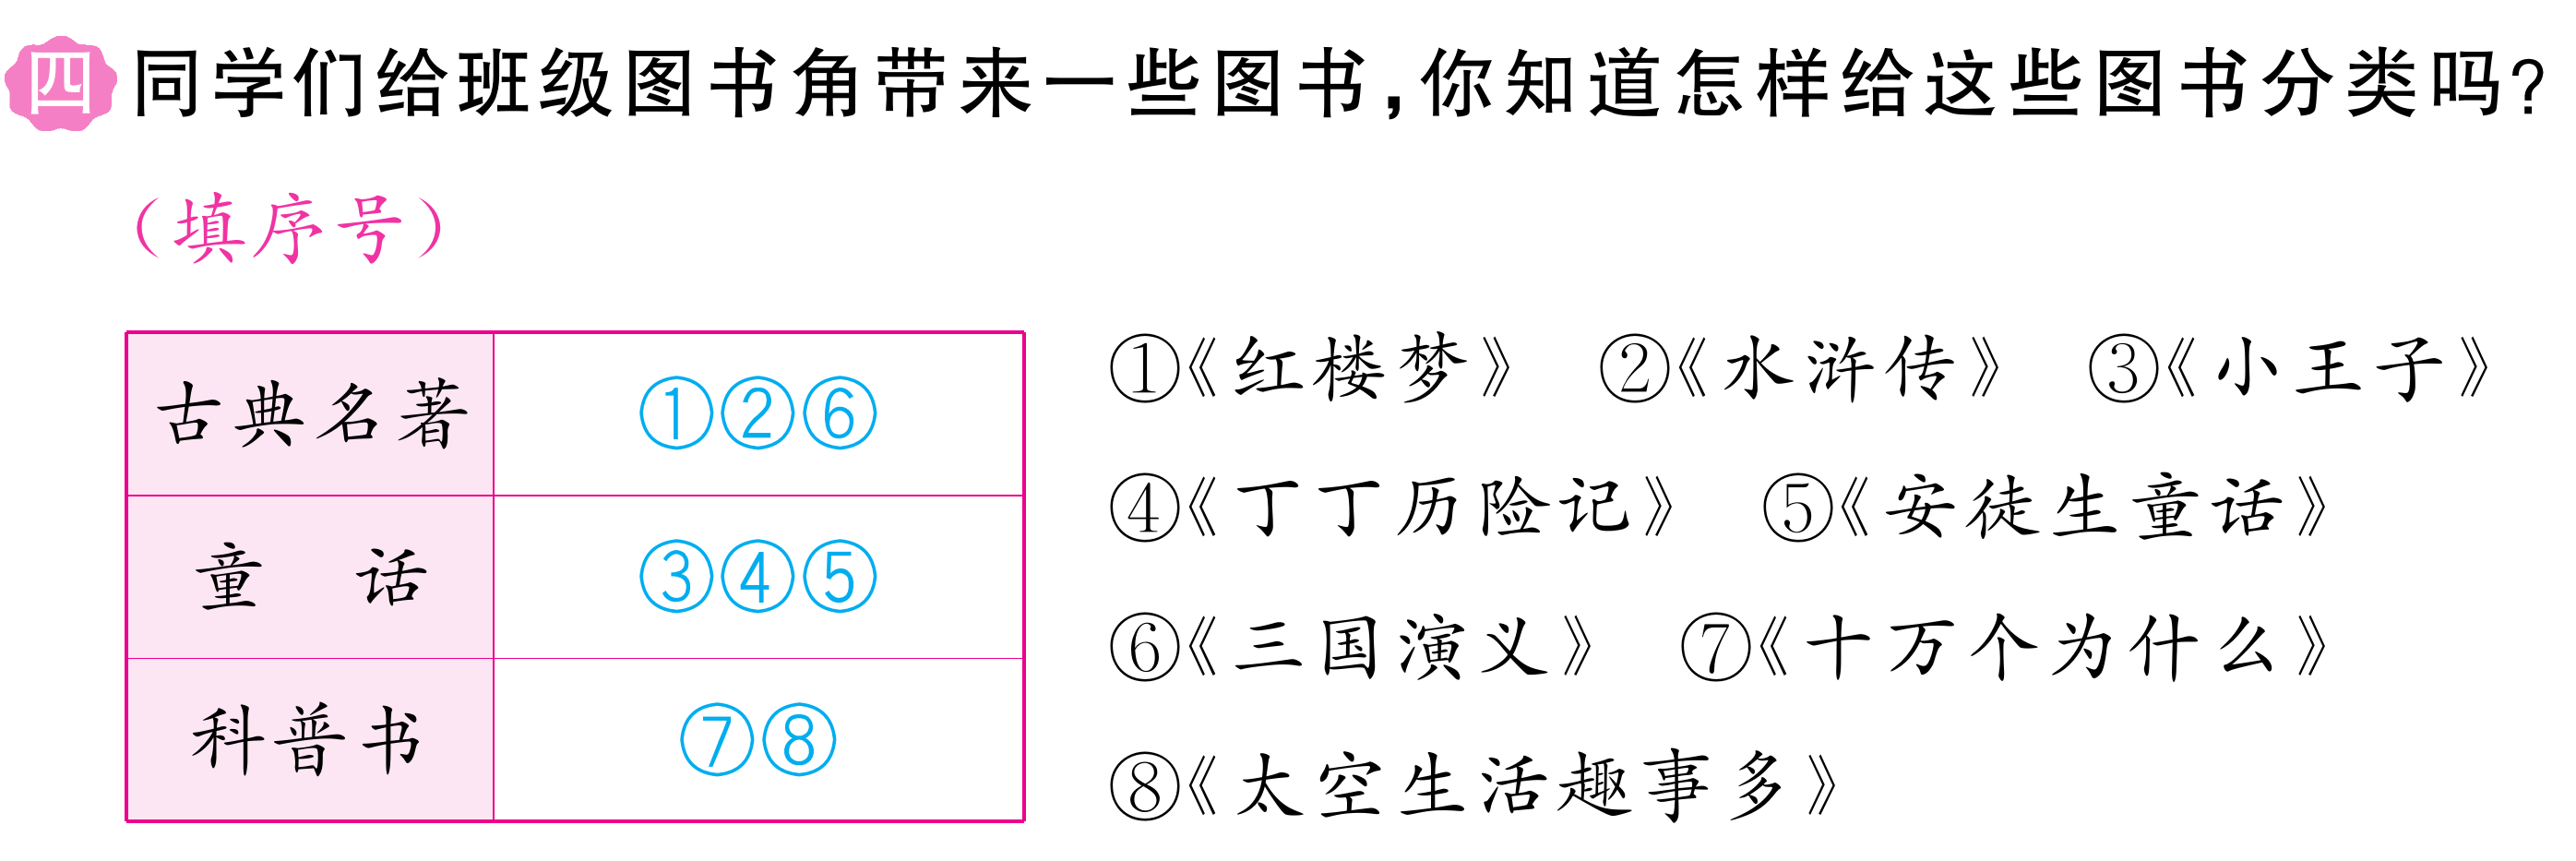 四 同学们给班级图书角带来一些图书,你知道怎样给这些图书分类吗?
(填序号)
古典名著 ①②⑥
童 话 ③④⑤
科普书 ⑦⑧
①《红楼梦》 ②《水浒传》 ③《小王子》
④《丁丁历险记》 ⑤《安徒生童话》
⑥《三国演义》 ⑦《十万个为什么》
⑧《太空生活趣事多》